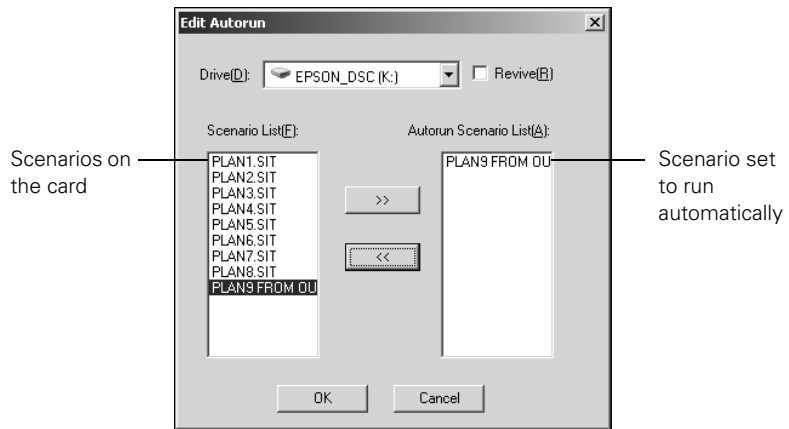 Edit Autorun
Drive(D): EPSON_DSC (K:) Revive(R)
Scenario List(F): Autorun Scenario List(A):
Scenarios on
the card
PLAN1.SIT
PLAN2.SIT
PLAN3.SIT
PLAN4.SIT
PLAN5.SIT
PLAN6.SIT
PLAN7.SIT
PLAN8.SIT
PLAN9 FROM OU
>>
<<
PLAN9 FROM OU
Scenario set
to run
automatically
OK Cancel